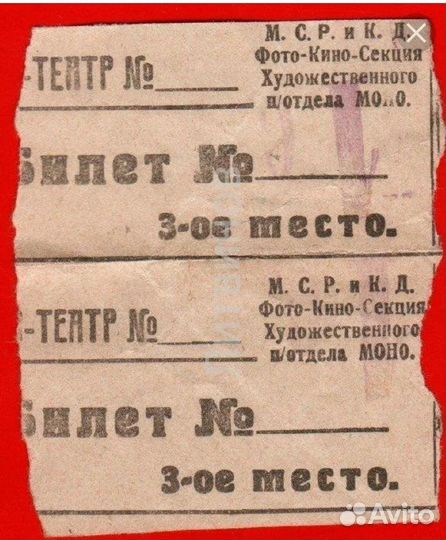 М. С. Р. и К. Д.
Фото-Кино-Секция
-ТЕАТР №
Художественного
п/отдела МОНО.
Билет №
3-ое место.
М. С. Р. и К. Д.
Фото-Кино-Секция
-ТЕАТР №
Художественного
п/отдела МОНО.
Билет №
3-ое место.
Avito